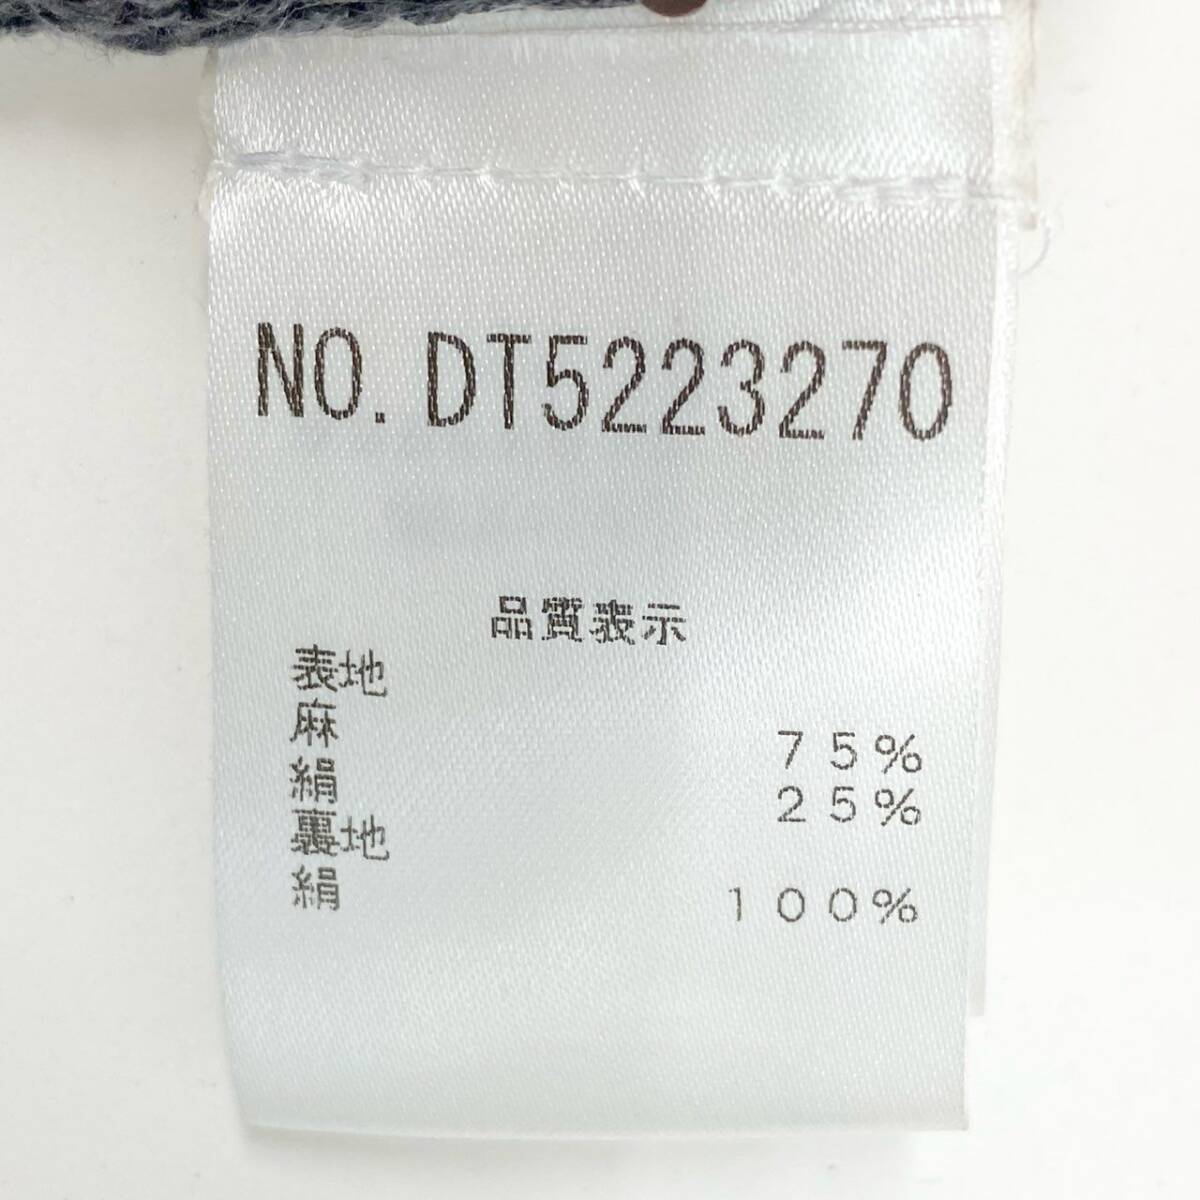 NO. DT5223270
品質表示
表地
麻 75%
絹 25%
裏地
絹 100%